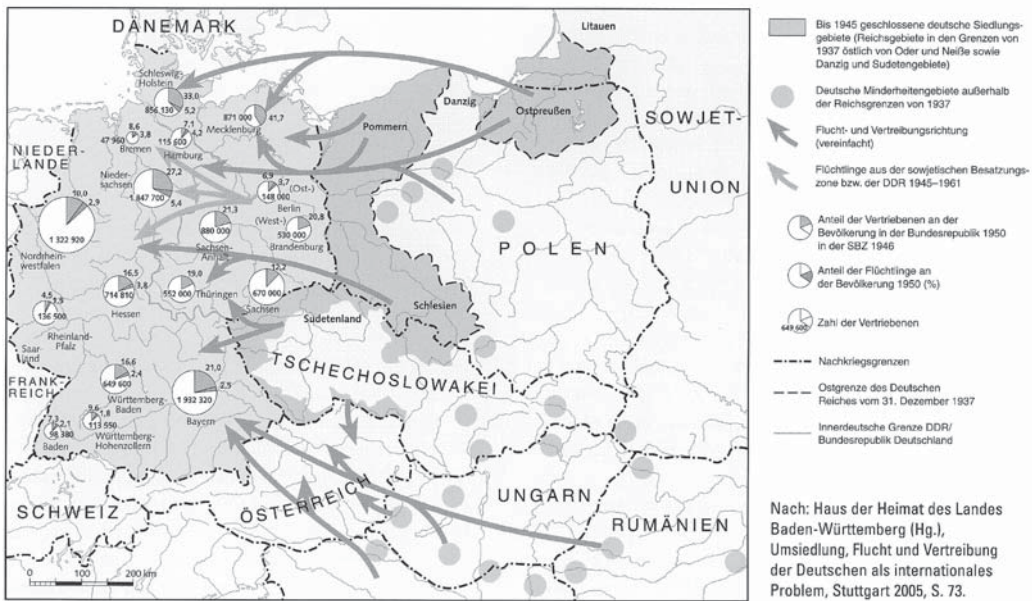 DÄNEMARK
Litauen
Schleswig-
Holstein
33,0
856 130
5,2
871 000
41,7
Mecklenburg
Danzig
Ostpreußen
Pommern
SOWJET-
UNION
8,6
3,8
47 960
Bremen
7,1
4,2
115 600
Hamburg
NIEDER-
LANDE
Nieder-
sachsen
27,2
1 847 700
5,4
6,9
3,7
(Ost-)
148 000
Berlin
(West-)
10,0
2,9
1 322 920
Nordrhein-
westfalen
21,3
880 000
Sachsen-
Anhalt
20,8
530 000
Brandenburg
POLEN
16,5
3,8
714 810
Hessen
19,0
552 000
Thüringen
12,2
670 000
Sachsen
Schlesien
Sudetenland
4,5
136 500
Rheinland-
Pfalz
Saar-
land
FRANK-
REICH
TSCHECHOSLOWAKEI
16,6
2,4
649 600
Württemberg-
Baden
21,0
2,5
1 932 320
Bayern
7,3
2,1
98 380
Baden
9,6
1,8
113 550
Württemberg-
Hohenzollern
SCHWEIZ
ÖSTERREICH
UNGARN
RUMÄNIEN
0 100 200 km
Bis 1945 geschlossene deutsche Siedlungs-
gebiete (Reichsgebiete in den Grenzen von
1937 östlich von Oder und Neiße sowie
Danzig und Sudetengebiete)
Deutsche Minderheitengebiete außerhalb
der Reichsgrenzen von 1937
Flucht- und Vertreibungsrichtung
(vereinfacht)
Flüchtlinge aus der sowjetischen Besatzungs-
zone bzw. der DDR 1945–1961
Anteil der Vertriebenen an der
Bevölkerung in der Bundesrepublik 1950
in der SBZ 1946
Anteil der Flüchtlinge an
der Bevölkerung 1950 (%)
649 600
Zahl der Vertriebenen
Nachkriegsgrenzen
Ostgrenze des Deutschen
Reiches vom 31. Dezember 1937
Innerdeutsche Grenze DDR/
Bundesrepublik Deutschland
Nach: Haus der Heimat des Landes
Baden-Württemberg (Hg.),
Umsiedlung, Flucht und Vertreibung
der Deutschen als internationales
Problem, Stuttgart 2005, S. 73.